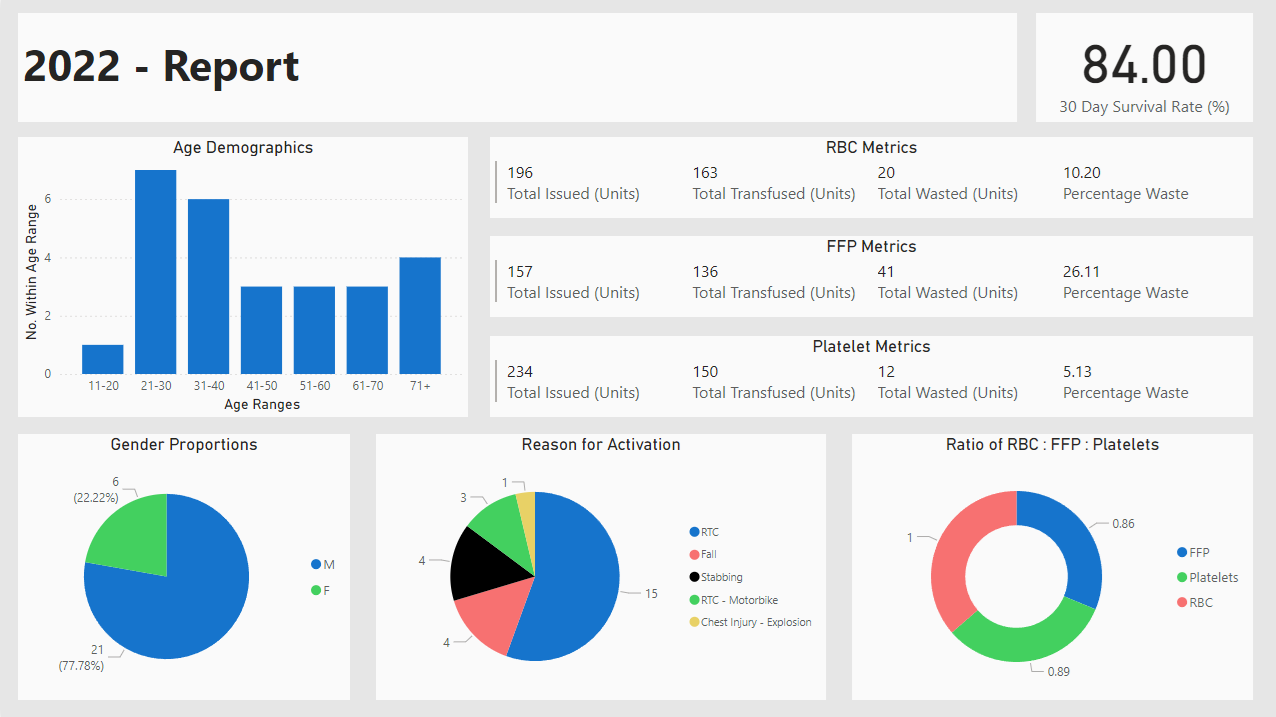 2022 - Report
84.00
30 Day Survival Rate (%)
Age Demographics
No. Within Age Range
6
4
2
0
11-20 21-30 31-40 41-50 51-60 61-70 71+
Age Ranges
RBC Metrics
196 163 20 10.20
Total Issued (Units) Total Transfused (Units) Total Wasted (Units) Percentage Waste
FFP Metrics
157 136 41 26.11
Total Issued (Units) Total Transfused (Units) Total Wasted (Units) Percentage Waste
Platelet Metrics
234 150 12 5.13
Total Issued (Units) Total Transfused (Units) Total Wasted (Units) Percentage Waste
Gender Proportions
6
(22.22%)
21
(77.78%)
M
F
Reason for Activation
1
3
4
4
15
RTC
Fall
Stabbing
RTC - Motorbike
Chest Injury - Explosion
Ratio of RBC : FFP : Platelets
1
0.86
0.89
FFP
Platelets
RBC